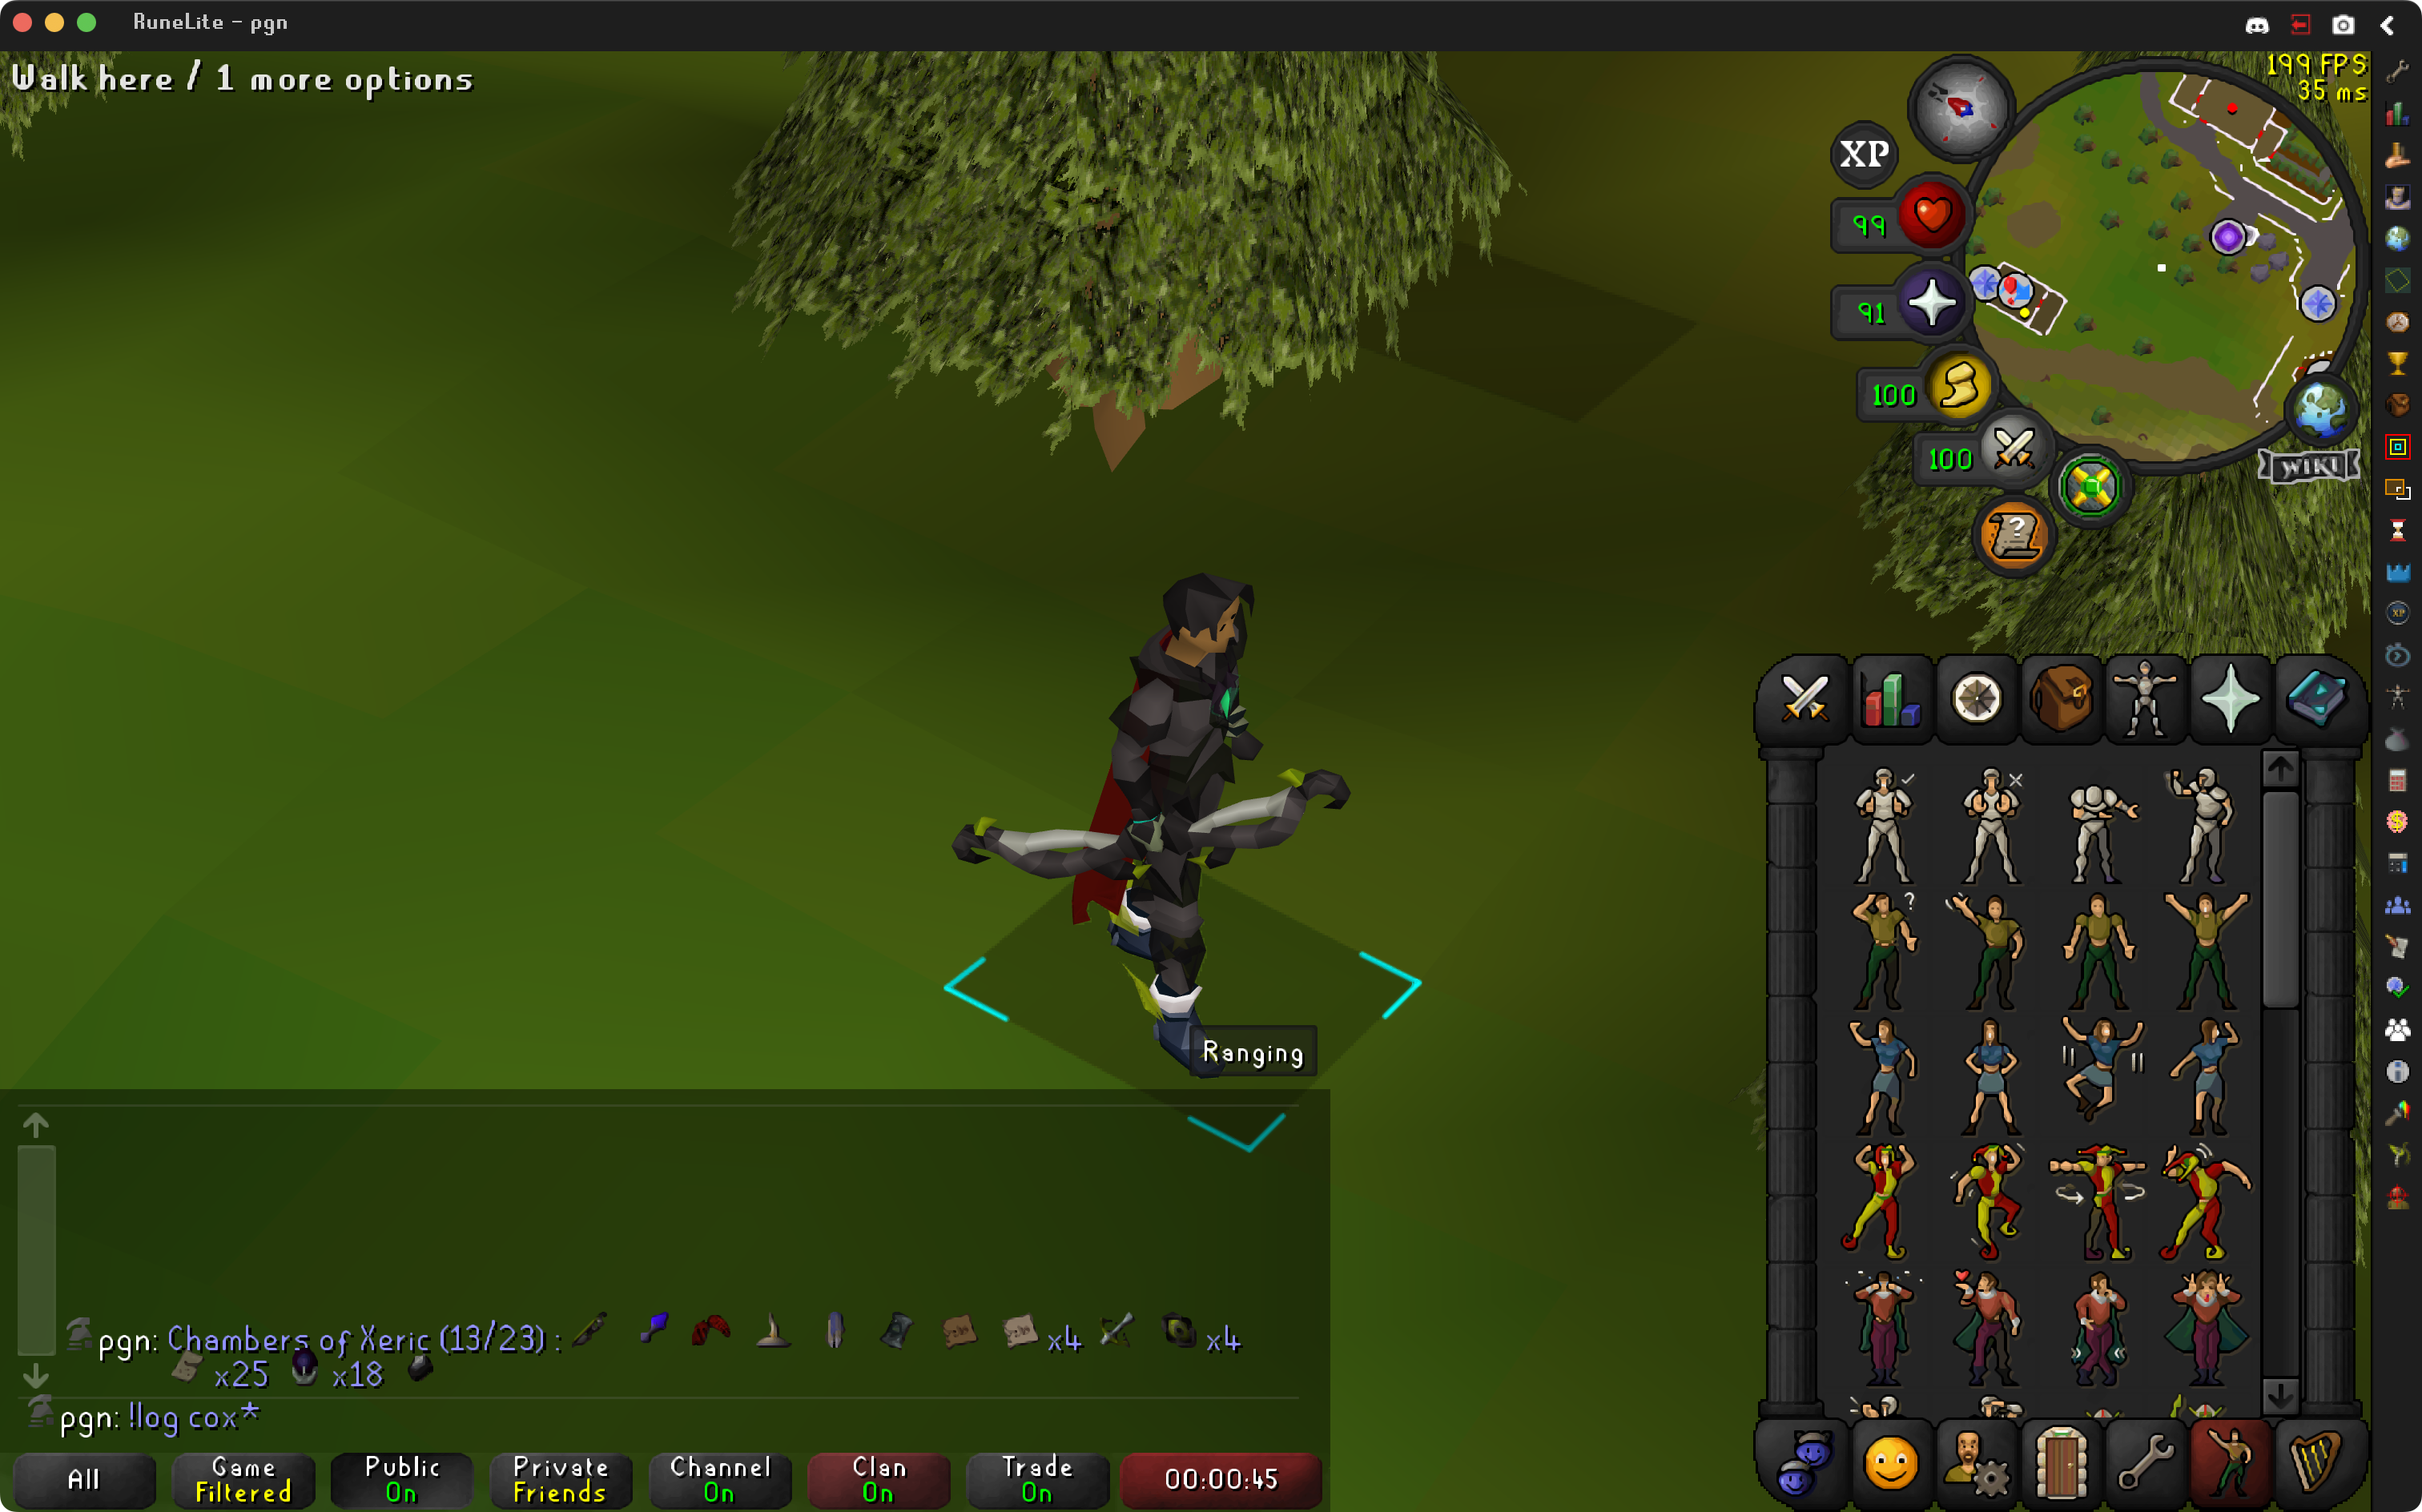 RuneLite - pgn
Walk here / 1 more options
199 FPS
35 ms
XP
99
91
100
100
WIKI
Ranging
pgn: Chambers of Xeric (13/23) : x4 x4
x25 x18
pgn: !log cox*
All
Game
Filtered
Public
On
Private
Friends
Channel
On
Clan
On
Trade
On
00:00:45